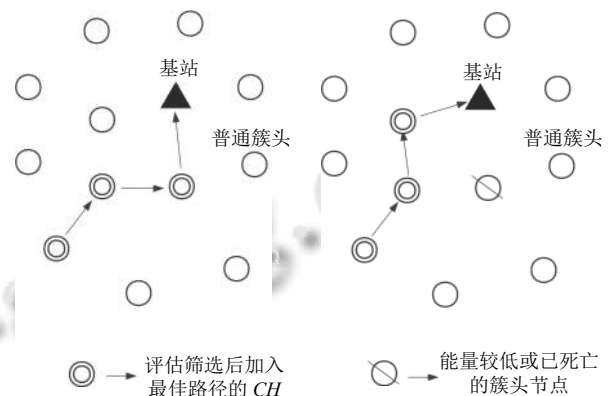 基站
普通簇头
基站
普通簇头
评估筛选后加入
最佳路径的 CH
能量较低或已死亡
的簇头节点